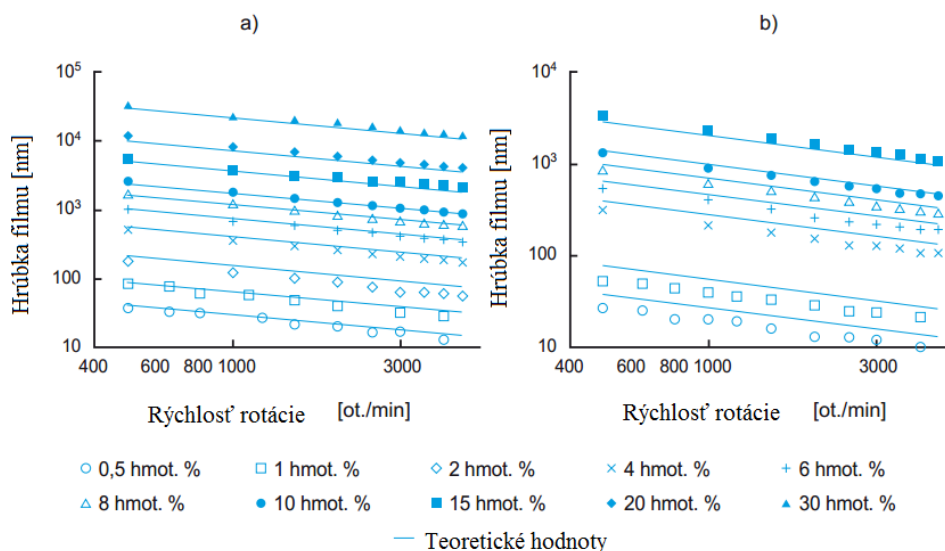 a)
b)
10^5
10^4
10^3
100
10
Hrúbka filmu [nm]
400 600 800 1000 3000
Rýchlosť rotácie [ot./min]
10^4
10^3
100
10
Hrúbka filmu [nm]
400 600 800 1000 3000
Rýchlosť rotácie [ot./min]
0,5 hmot. % 1 hmot. % 2 hmot. % 4 hmot. % 6 hmot. %
8 hmot. % 10 hmot. % 15 hmot. % 20 hmot. % 30 hmot. %
Teoretické hodnoty